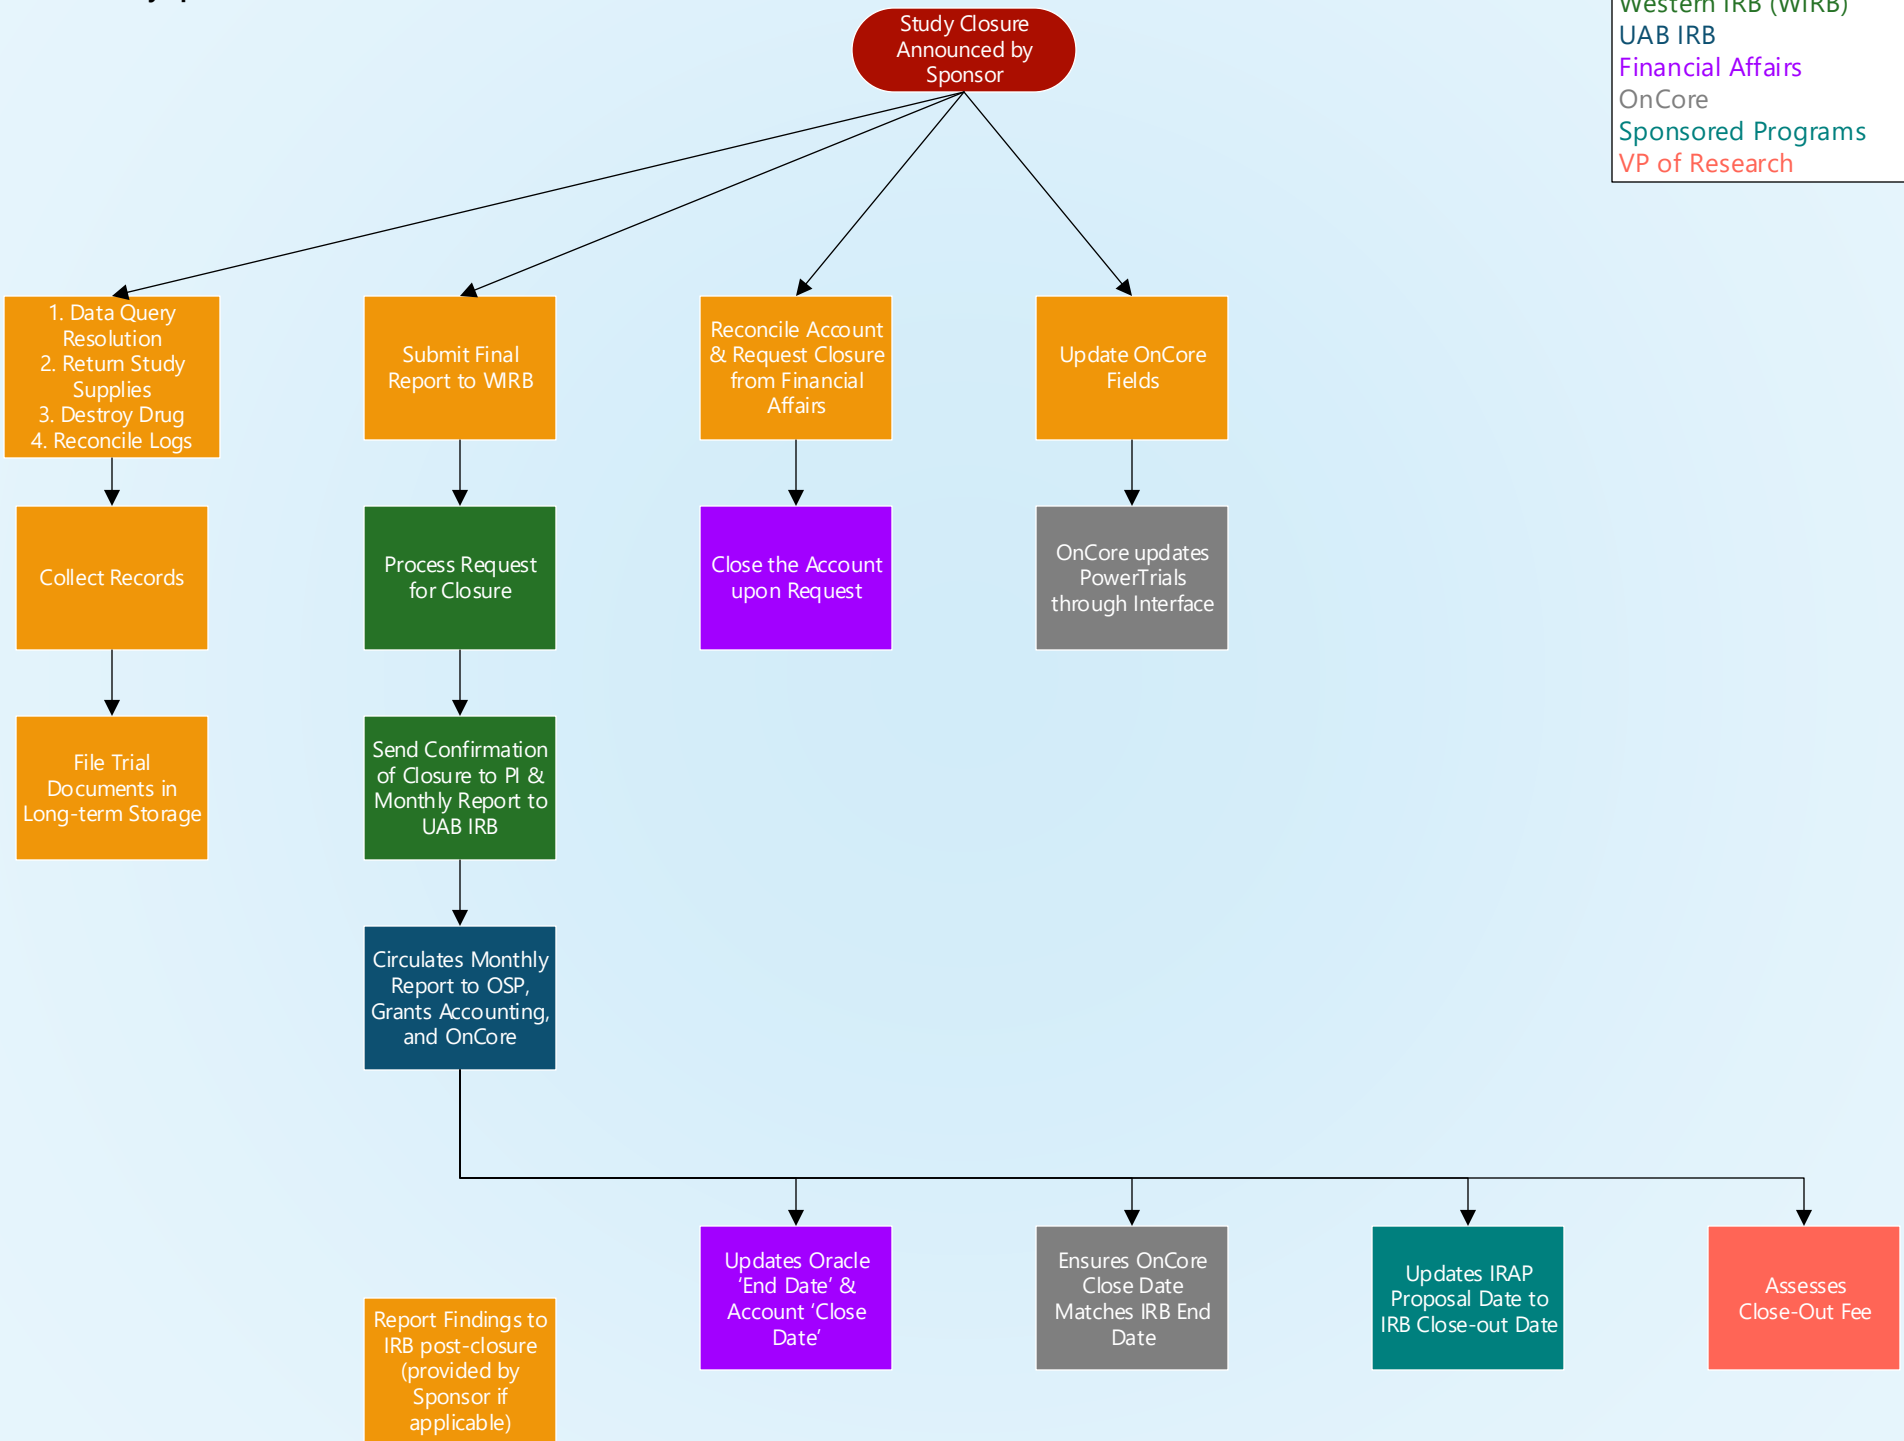 Study Closure
Announced by
Sponsor
Western IRB (WIRB)
UAB IRB
Financial Affairs
OnCore
Sponsored Programs
VP of Research
1. Data Query
Resolution
2. Return Study
Supplies
3. Destroy Drug
4. Reconcile Logs
Submit Final
Report to WIRB
Reconcile Account
& Request Closure
from Financial
Affairs
Update OnCore
Fields
Collect Records
Process Request
for Closure
Close the Account
upon Request
OnCore updates
PowerTrials
through Interface
File Trial
Documents in
Long-term Storage
Send Confirmation
of Closure to PI &
Monthly Report to
UAB IRB
Circulates Monthly
Report to OSP,
Grants Accounting,
and OnCore
Updates Oracle
‘End Date’ &
Account ‘Close
Date’
Ensures OnCore
Close Date
Matches IRB End
Date
Updates IRAP
Proposal Date to
IRB Close-out Date
Assesses
Close-Out Fee
Report Findings to
IRB post-closure
(provided by
Sponsor if
applicable)